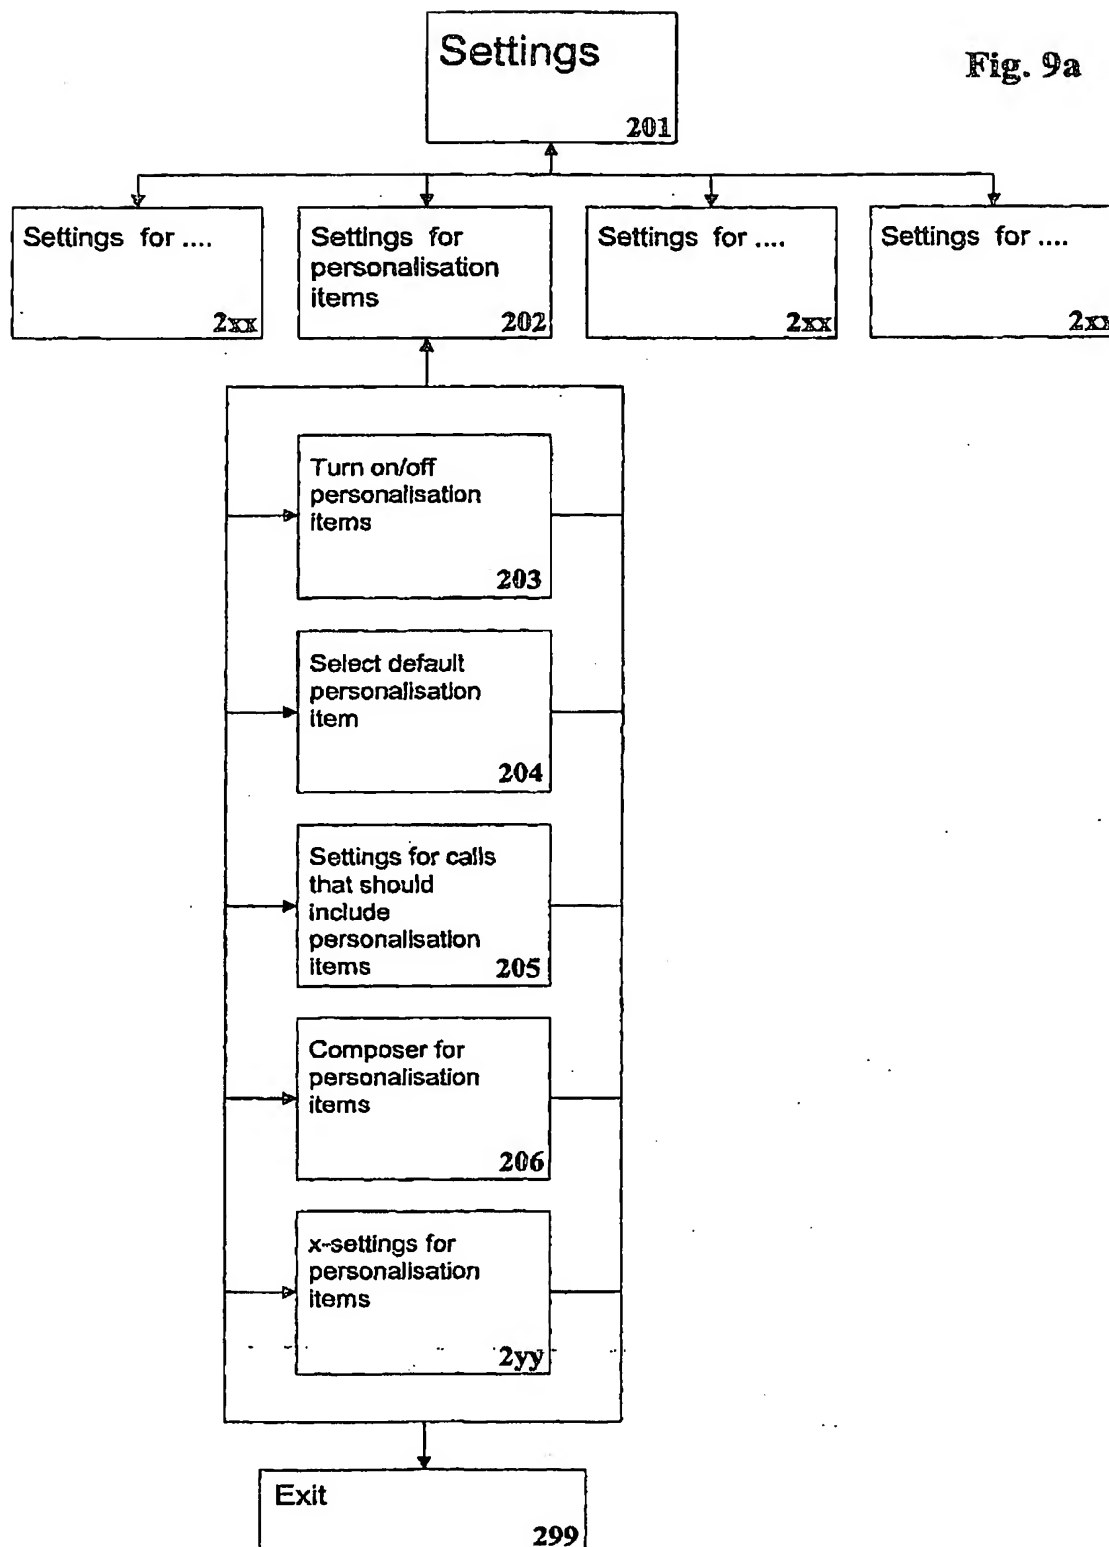 Fig. 9a
Settings
201
Settings for ....
2xx
Settings for
personalisation
items
202
Settings for ....
2xx
Settings for ....
2xx
Turn on/off
personalisation
items
203
Select default
personalisation
item
204
Settings for calls
that should
include
personalisation
items
205
Composer for
personalisation
items
206
x-settings for
personalisation
items
2yy
Exit
299